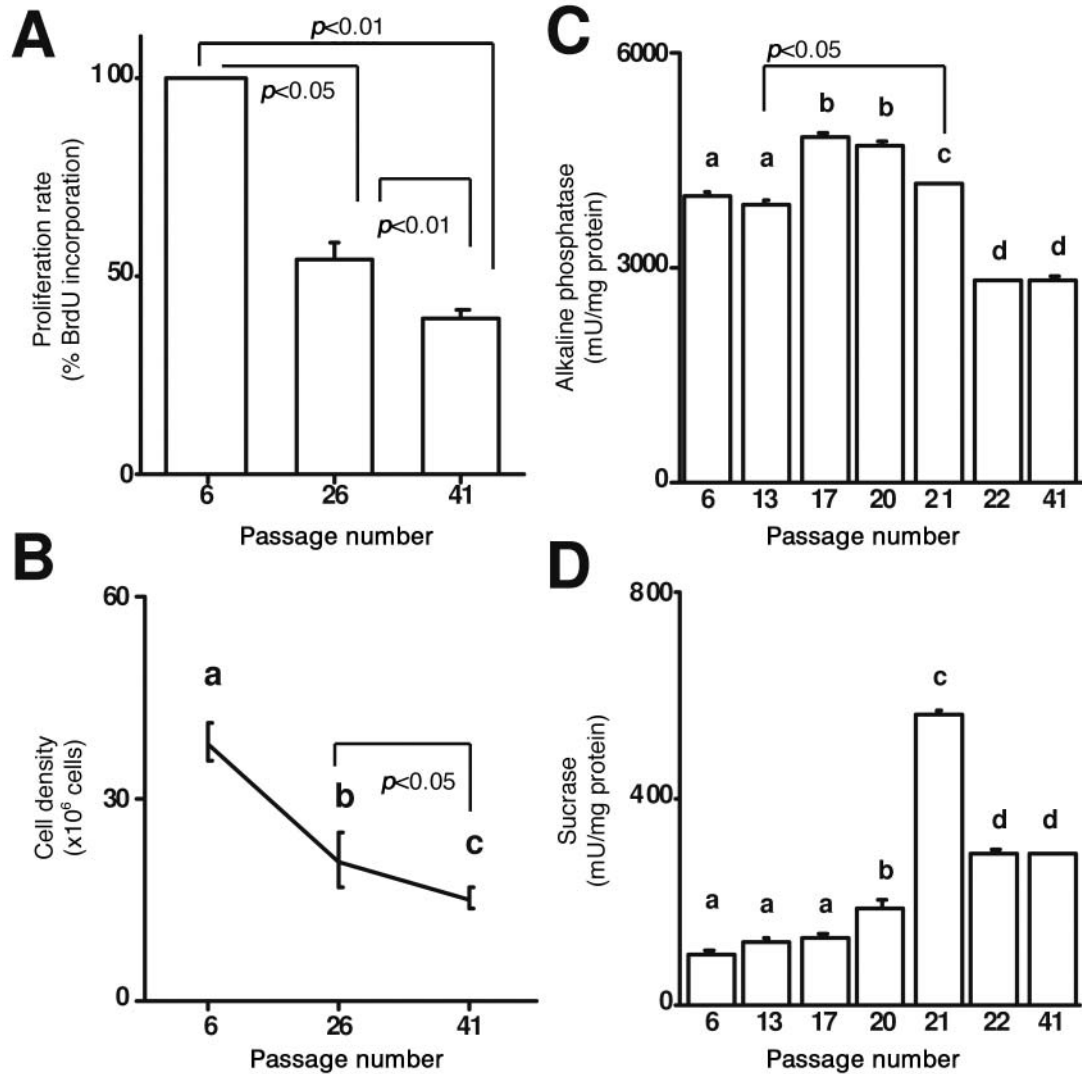 A
p<0.01
100
p<0.05
p<0.01
50
0
6 26 41
Passage number
Proliferation rate
(% BrdU incorporation)
B
60
a
b
p<0.05
c
30
0
6 26 41
Passage number
Cell density
(x10⁶ cells)
C
6000
p<0.05
a a b b c d d
3000
0
6 13 17 20 21 22 41
Passage number
Alkaline phosphatase
(mU/mg protein)
D
800
a a a b c d d
400
0
6 13 17 20 21 22 41
Passage number
Sucrase
(mU/mg protein)